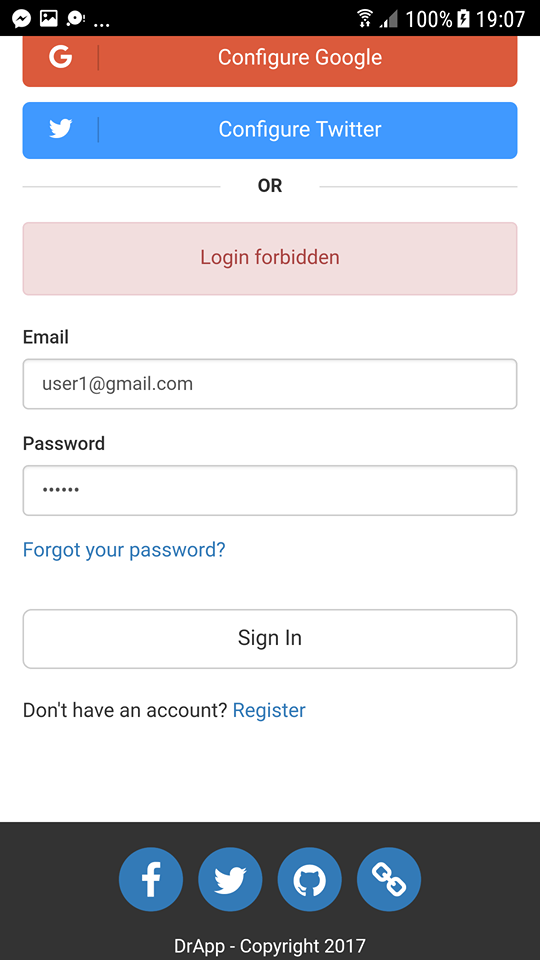 ... 100% 19:07
Configure Google
Configure Twitter
OR
Login forbidden
Email
user1@gmail.com
Password
••••••
Forgot your password?
Sign In
Don't have an account? Register
DrApp - Copyright 2017